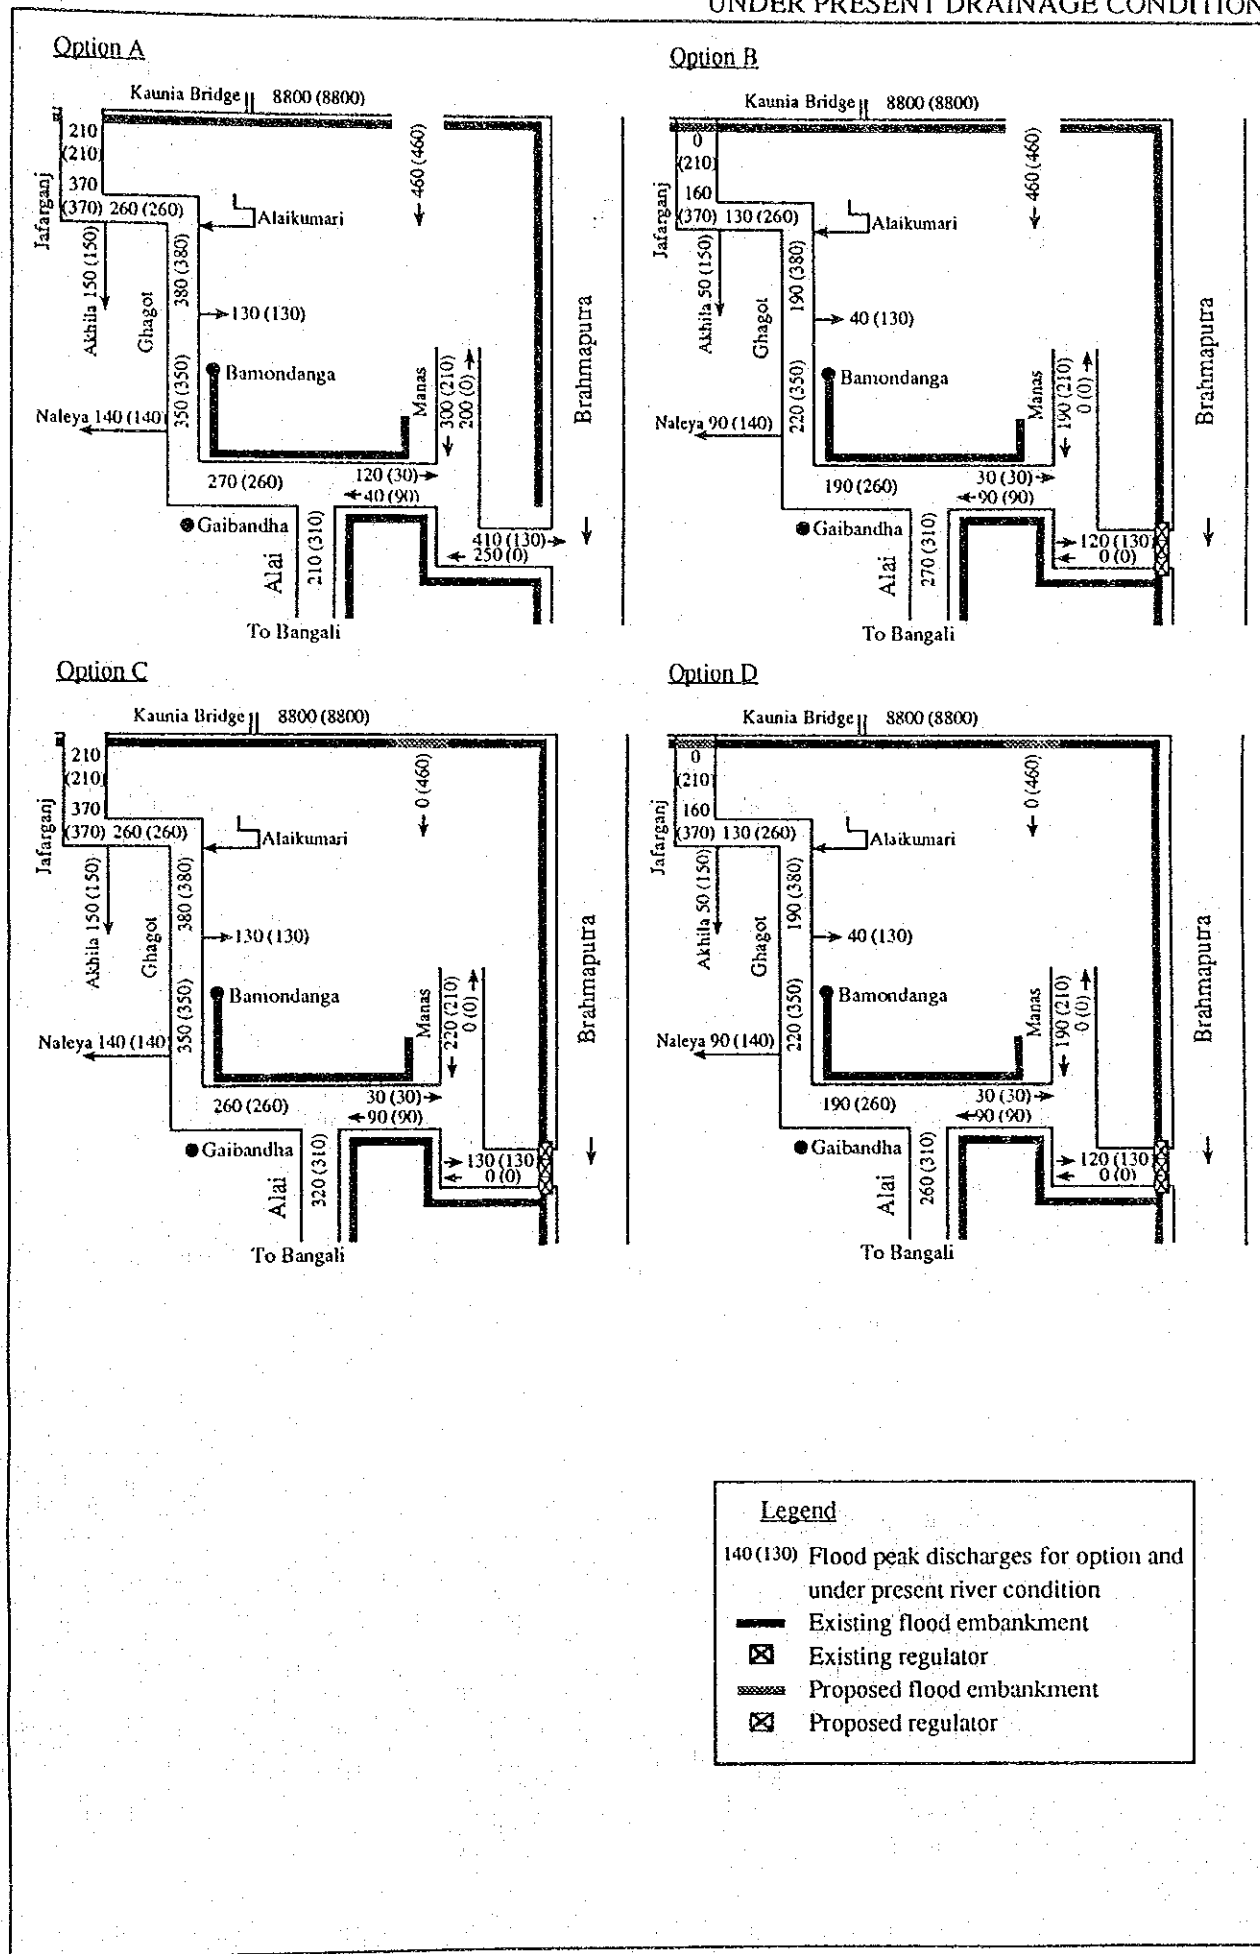 UNDER PRESENT DRAINAGE CONDITION
Option A
Kaunia Bridge 8800 (8800)
210
(210)
370
(370) 260 (260)
Jafarganj
Akhila 150 (150)
Ghagot
380 (380)
Alaikumari
460 (460)
130 (130)
Bamondanga
350 (350)
Naleya 140 (140)
Manas
300 (210)
200 (0)
Brahmaputra
270 (260)
120 (30)
40 (90)
Gaibandha
410 (130)
250 (0)
Alai
210 (310)
To Bangali
Option B
Kaunia Bridge 8800 (8800)
0
(210)
160
(370) 130 (260)
Jafarganj
Akhila 50 (150)
Ghagot
190 (380)
Alaikumari
460 (460)
40 (130)
Bamondanga
220 (350)
Naleya 90 (140)
Manas
190 (210)
0 (0)
Brahmaputra
190 (260)
30 (30)
90 (90)
Gaibandha
120 (130)
0 (0)
Alai
270 (310)
To Bangali
Option C
Kaunia Bridge 8800 (8800)
210
(210)
370
(370) 260 (260)
Jafarganj
Akhila 150 (150)
Ghagot
380 (380)
Alaikumari
0 (460)
130 (130)
Bamondanga
350 (350)
Naleya 140 (140)
Manas
220 (210)
0 (0)
Brahmaputra
260 (260)
30 (30)
90 (90)
Gaibandha
130 (130)
0 (0)
Alai
320 (310)
To Bangali
Option D
Kaunia Bridge 8800 (8800)
0
(210)
160
(370) 130 (260)
Jafarganj
Akhila 50 (150)
Ghagot
190 (380)
Alaikumari
0 (460)
40 (130)
Bamondanga
220 (350)
Naleya 90 (140)
Manas
190 (210)
0 (0)
Brahmaputra
190 (260)
30 (30)
90 (90)
Gaibandha
120 (130
0 (0)
Alai
260 (310)
To Bangali
Legend
140 (130) Flood peak discharges for option and
under present river condition
Existing flood embankment
Existing regulator
Proposed flood embankment
Proposed regulator